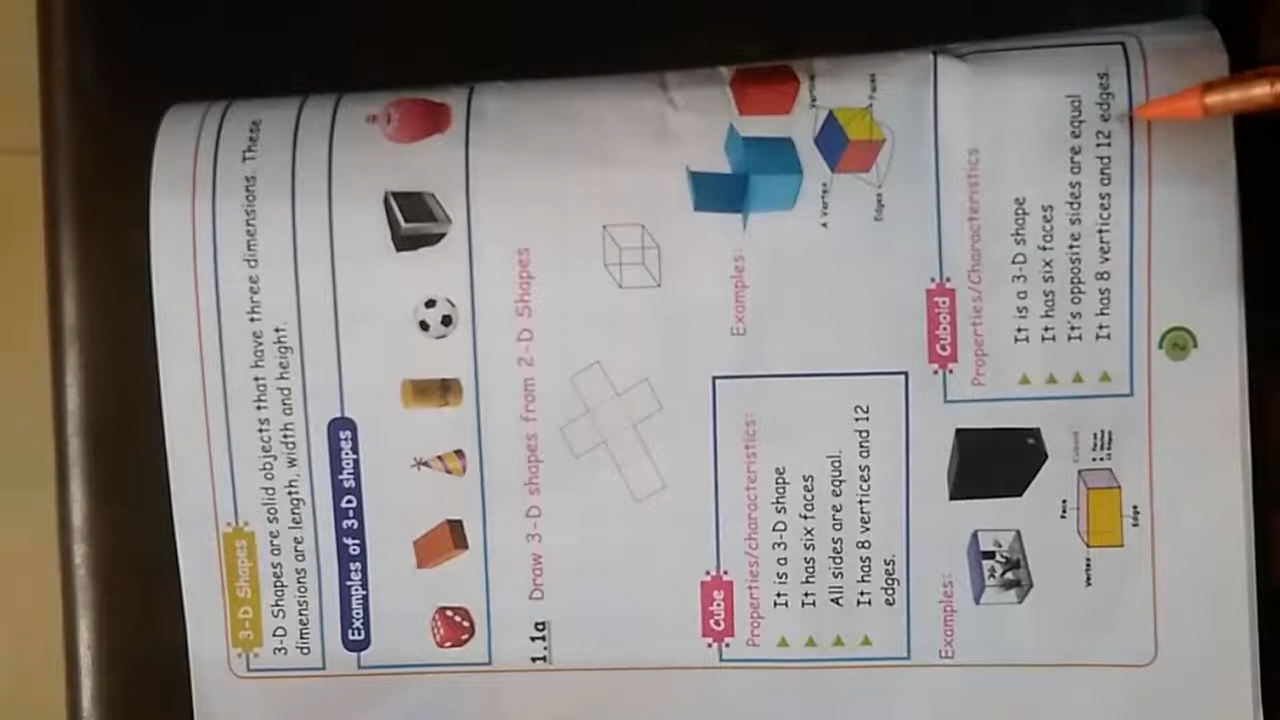 3-D Shapes
3-D Shapes are solid objects that have three dimensions. These
dimensions are length, width and height.
Examples of 3-D shapes
1.1a Draw 3-D shapes from 2-D Shapes
Cube
Properties/characteristics:
It is a 3-D shape
It has six faces
All sides are equal.
It has 8 vertices and 12
edges.
Examples:
A Vertex
Edges
Faces
Cuboid
Properties/Characteristics
It is a 3-D shape
It has six faces
It's opposite sides are equal
It has 8 vertices and 12 edges.
Examples:
Face
Vertex
Edge
Cuboid
2